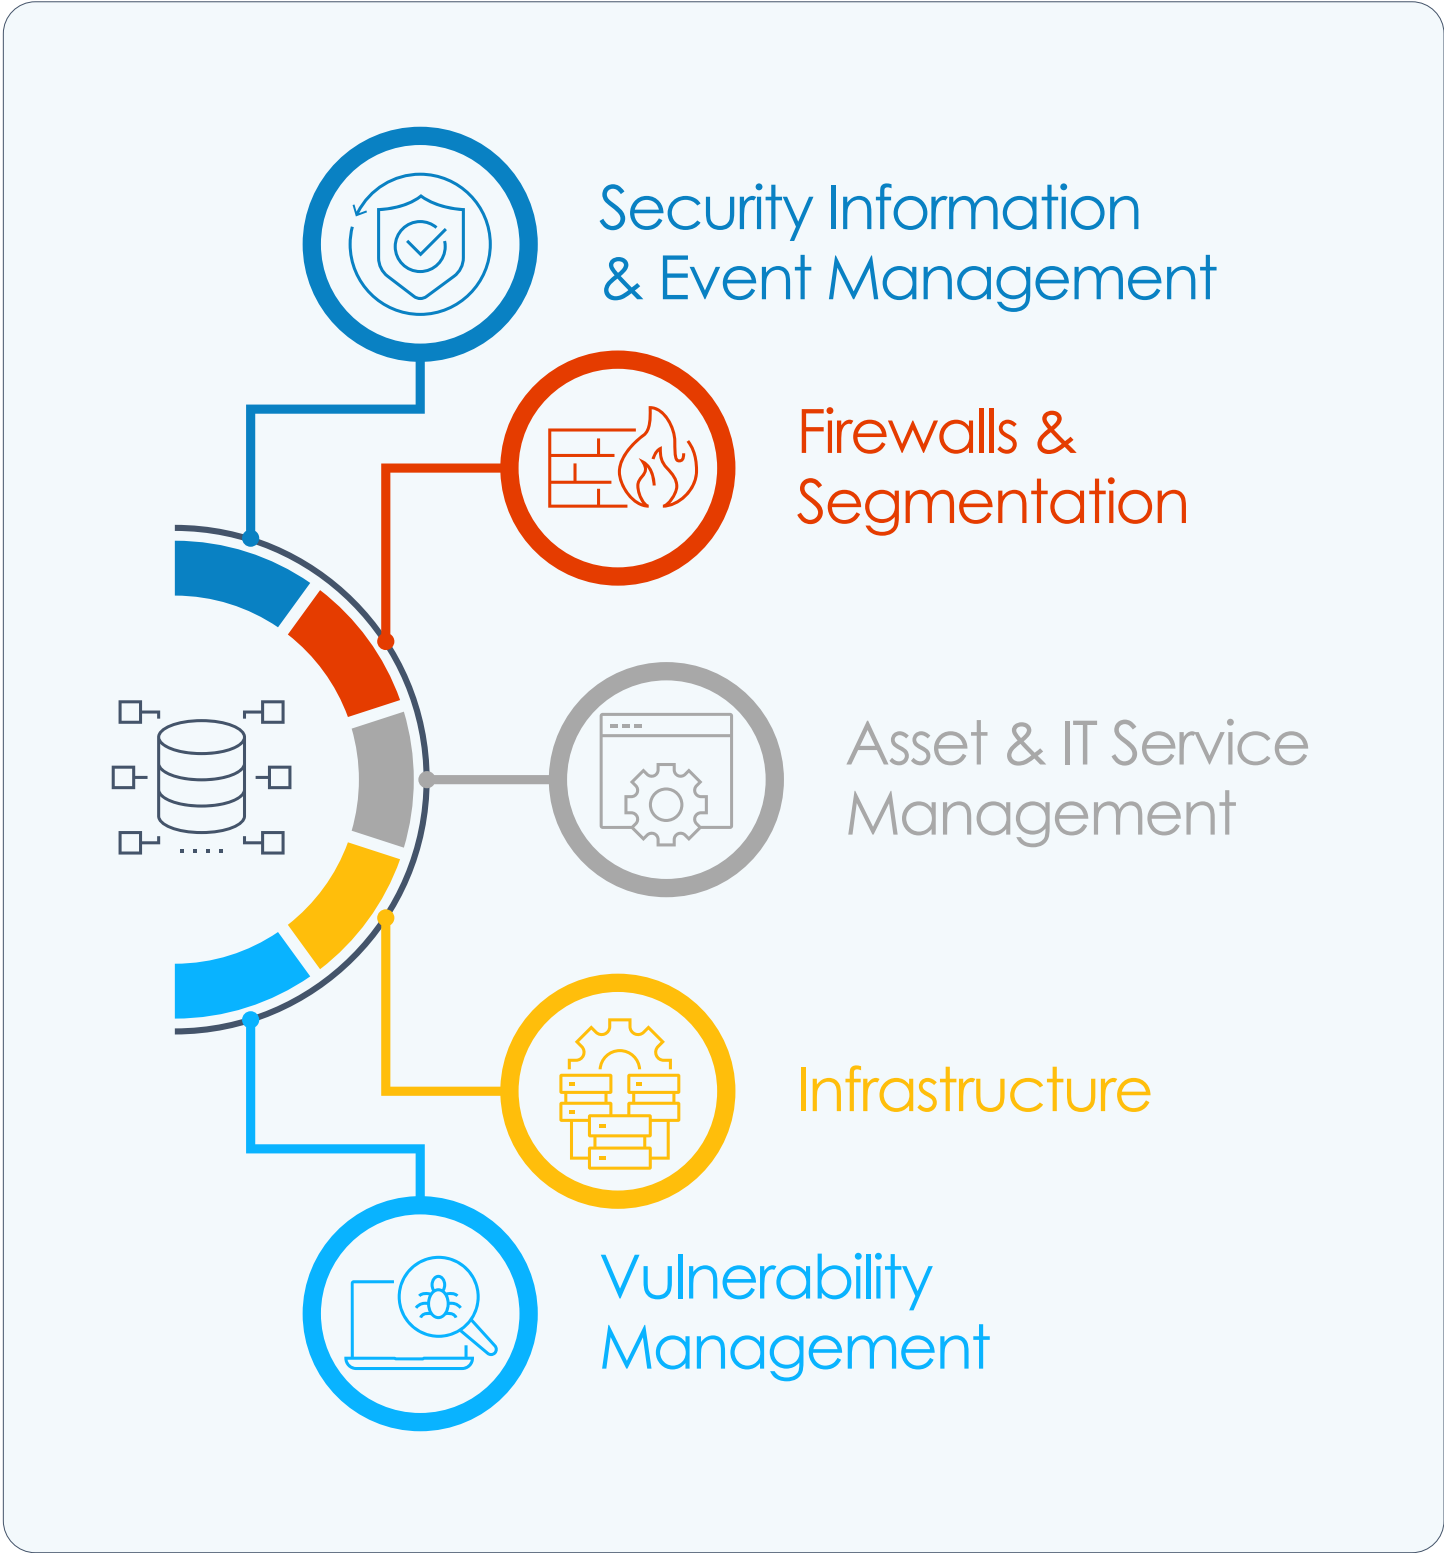 Security Information
& Event Management
Firewalls &
Segmentation
Asset & IT Service
Management
Infrastructure
Vulnerability
Management